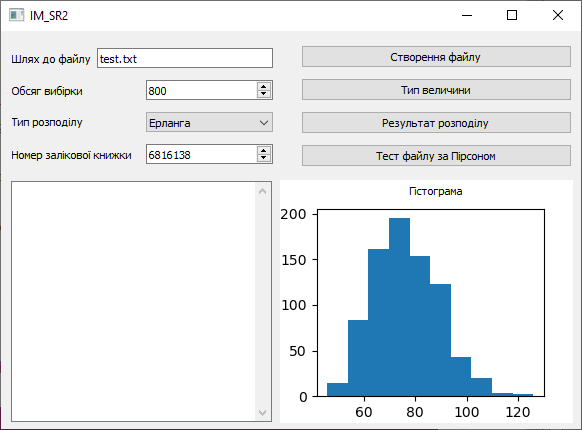 IM_SR2
Шлях до файлу test.txt
Створення файлу
Обсяг вибірки 800
Тип величини
Тип розподілу Ерланга
Результат розподілу
Номер залікової книжки 6816138
Тест файлу за Пірсоном
Гістограма
200
150
100
50
0
60 80 100 120